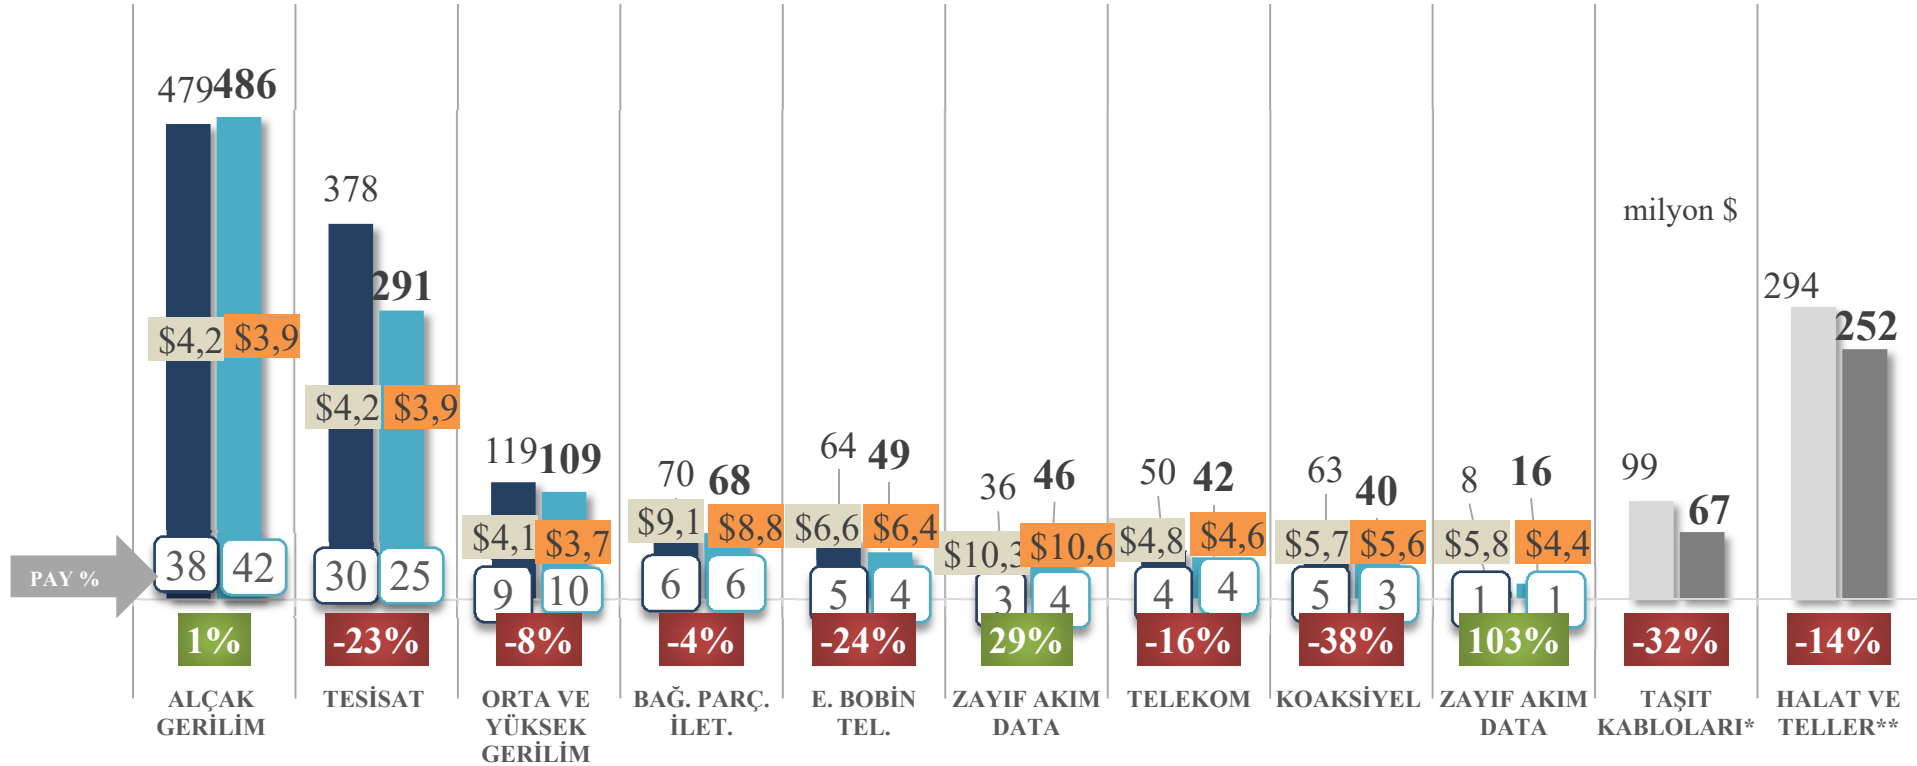 479 486
378
291
milyon $
294
252
$4,2 $3,9
$4,2 $3,9
119 109
70 68
64 49
36 46
50 42
63 40
8 16
99
67
$4,1 $3,7
$9,1 $8,8
$6,6 $6,4
$10,3 $10,6
$4,8 $4,6
$5,7 $5,6
$5,8 $4,4
PAY %
38 42
30 25
9 10
6 6
5 4
3 4
4 4
5 3
1 1
1%
-23%
-8%
-4%
-24%
29%
-16%
-38%
103%
-32%
-14%
ALÇAK
GERİLİM
TESİSAT
ORTA VE
YÜKSEK
GERİLİM
BAĞ. PARÇ.
İLET.
E. BOBİN
TEL.
ZAYIF AKIM
DATA
TELEKOM
KOAKSİYEL
ZAYIF AKIM
DATA
TAŞIT
KABLOLARI*
HALAT VE
TELLER**